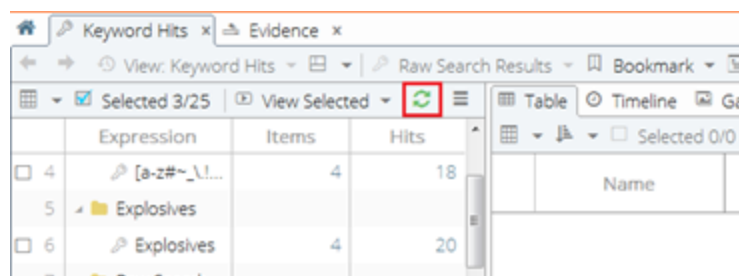 Keyword Hits x Evidence x
View: Keyword Hits Raw Search Results Bookmark
Selected 3/25 View Selected Table Timeline Ga
Selected 0/0
Expression Items Hits
Name
4 [a-z#~_\.!... 4 18
5 Explosives
6 Explosives 4 20